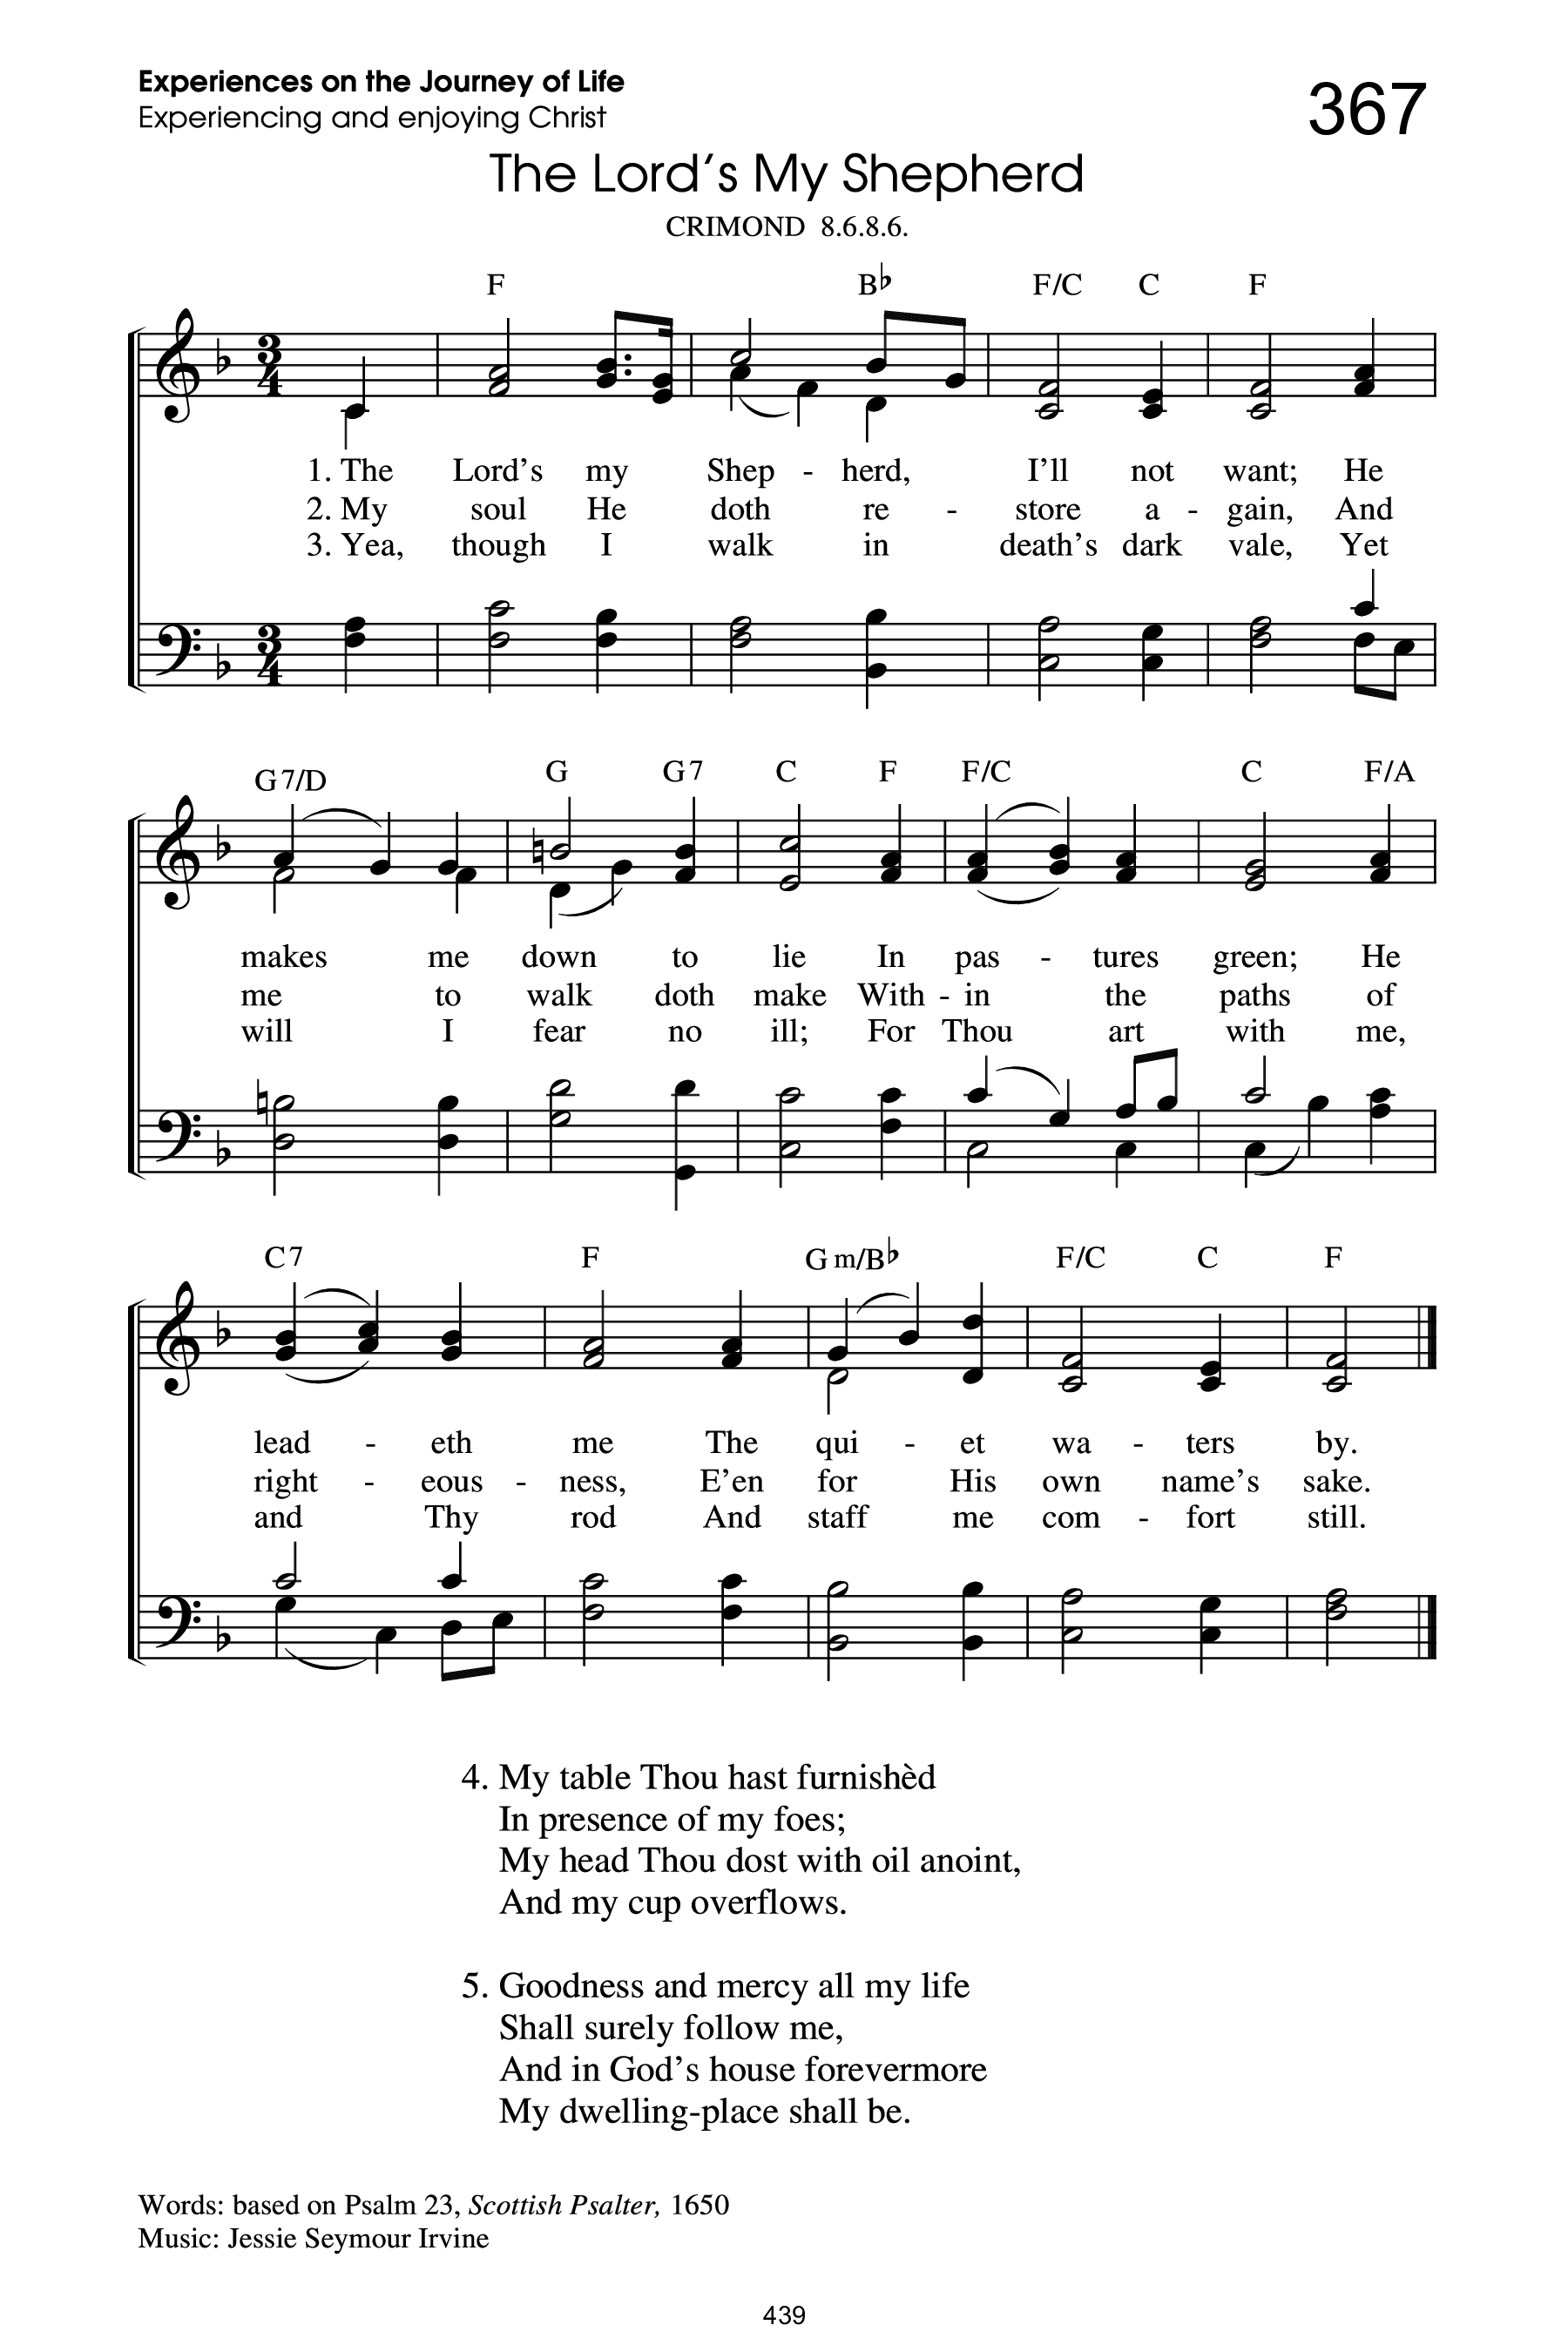 Experiences on the Journey of Life
Experiencing and enjoying Christ
367
The Lord's My Shepherd
CRIMOND 8.6.8.6.
F B♭ F/C C F
3/4
1. The Lord's my Shep - herd, I'll not want; He
2. My soul He doth re - store a - gain, And
3. Yea, though I walk in death's dark vale, Yet
3/4
G7/D G G7 C F F/C C F/A
makes me down to lie In pas - tures green; He
me to walk doth make With - in the paths of
will I fear no ill; For Thou art with me,
C7 F Gm/B♭ F/C C F
lead - eth me The qui - et wa - ters by.
right - eous - ness, E'en for His own name's sake.
and Thy rod And staff me com - fort still.
4. My table Thou hast furnishèd
In presence of my foes;
My head Thou dost with oil anoint,
And my cup overflows.
5. Goodness and mercy all my life
Shall surely follow me,
And in God's house forevermore
My dwelling-place shall be.
Words: based on Psalm 23, Scottish Psalter, 1650
Music: Jessie Seymour Irvine
439